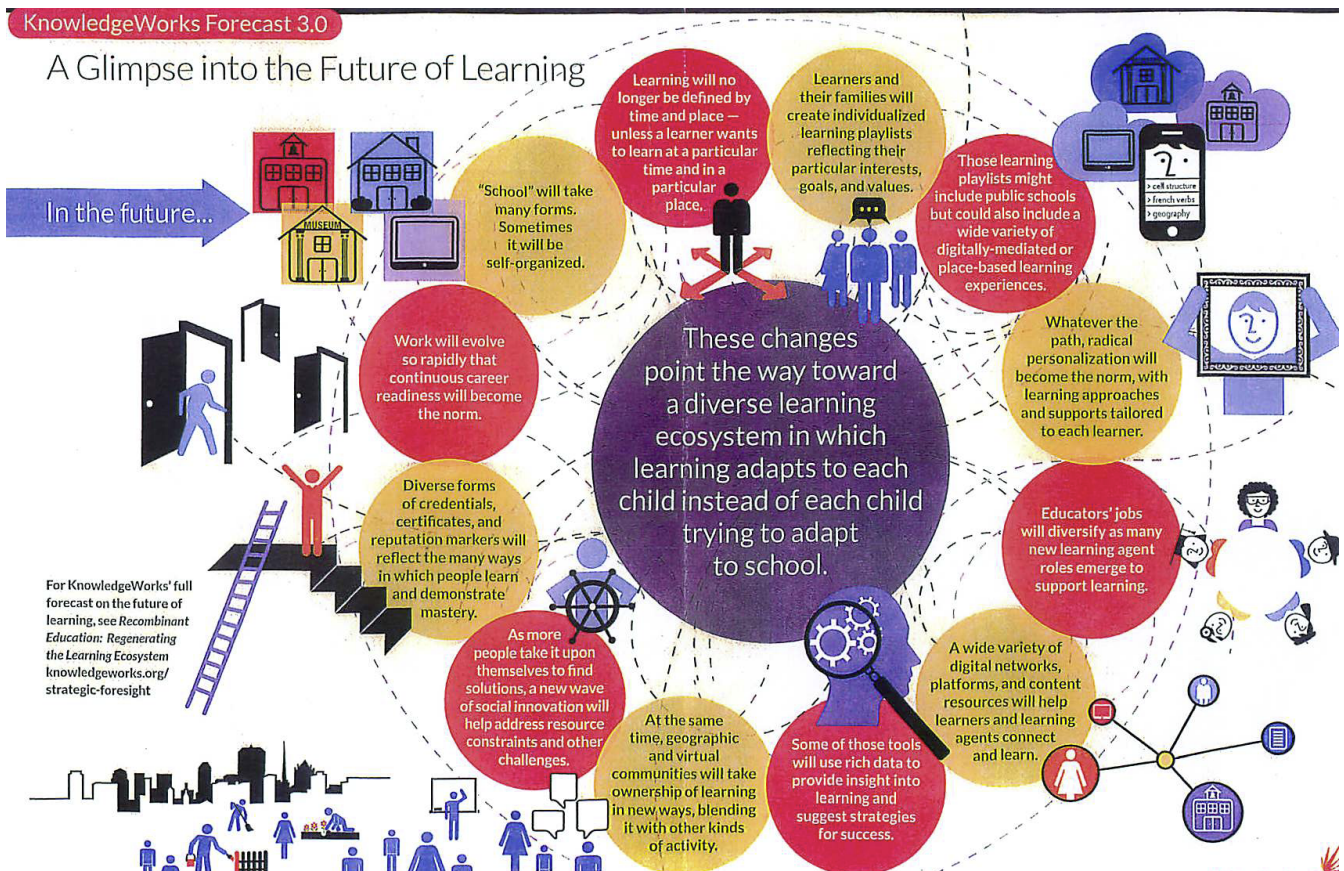 KnowledgeWorks Forecast 3.0
A Glimpse into the Future of Learning
In the future...
MUSEUM
"School" will take
many forms.
Sometimes
it will be
self-organized.
Learning will no
longer be defined by
time and place —
unless a learner wants
to learn at a particular
time and in a
particular
place.
Learners and
their families will
create individualized
learning playlists
reflecting their
particular interests,
goals, and values.
Those learning
playlists might
include public schools
but could also include a
wide variety of
digitally-mediated or
place-based learning
experiences.
> cell structure
> french verbs
> geography
Whatever the
path, radical
personalization will
become the norm, with
learning approaches
and supports tailored
to each learner.
Educators' jobs
will diversify as many
new learning agent
roles emerge to
support learning.
A wide variety of
digital networks,
platforms, and content
resources will help
learners and learning
agents connect
and learn.
Some of those tools
will use rich data to
provide insight into
learning and
suggest strategies
for success.
At the same
time, geographic
and virtual
communities will take
ownership of learning
in new ways, blending
it with other kinds
of activity.
As more
people take it upon
themselves to find
solutions, a new wave
of social innovation will
help address resource
constraints and other
challenges.
Diverse forms
of credentials,
certificates, and
reputation markers will
reflect the many ways
in which people learn
and demonstrate
mastery.
Work will evolve
so rapidly that
continuous career
readiness will become
the norm.
These changes
point the way toward
a diverse learning
ecosystem in which
learning adapts to each
child instead of each child
trying to adapt
to school.
For KnowledgeWorks' full
forecast on the future of
learning, see Recombinant
Education: Regenerating
the Learning Ecosystem
knowledgeworks.org/
strategic-foresight